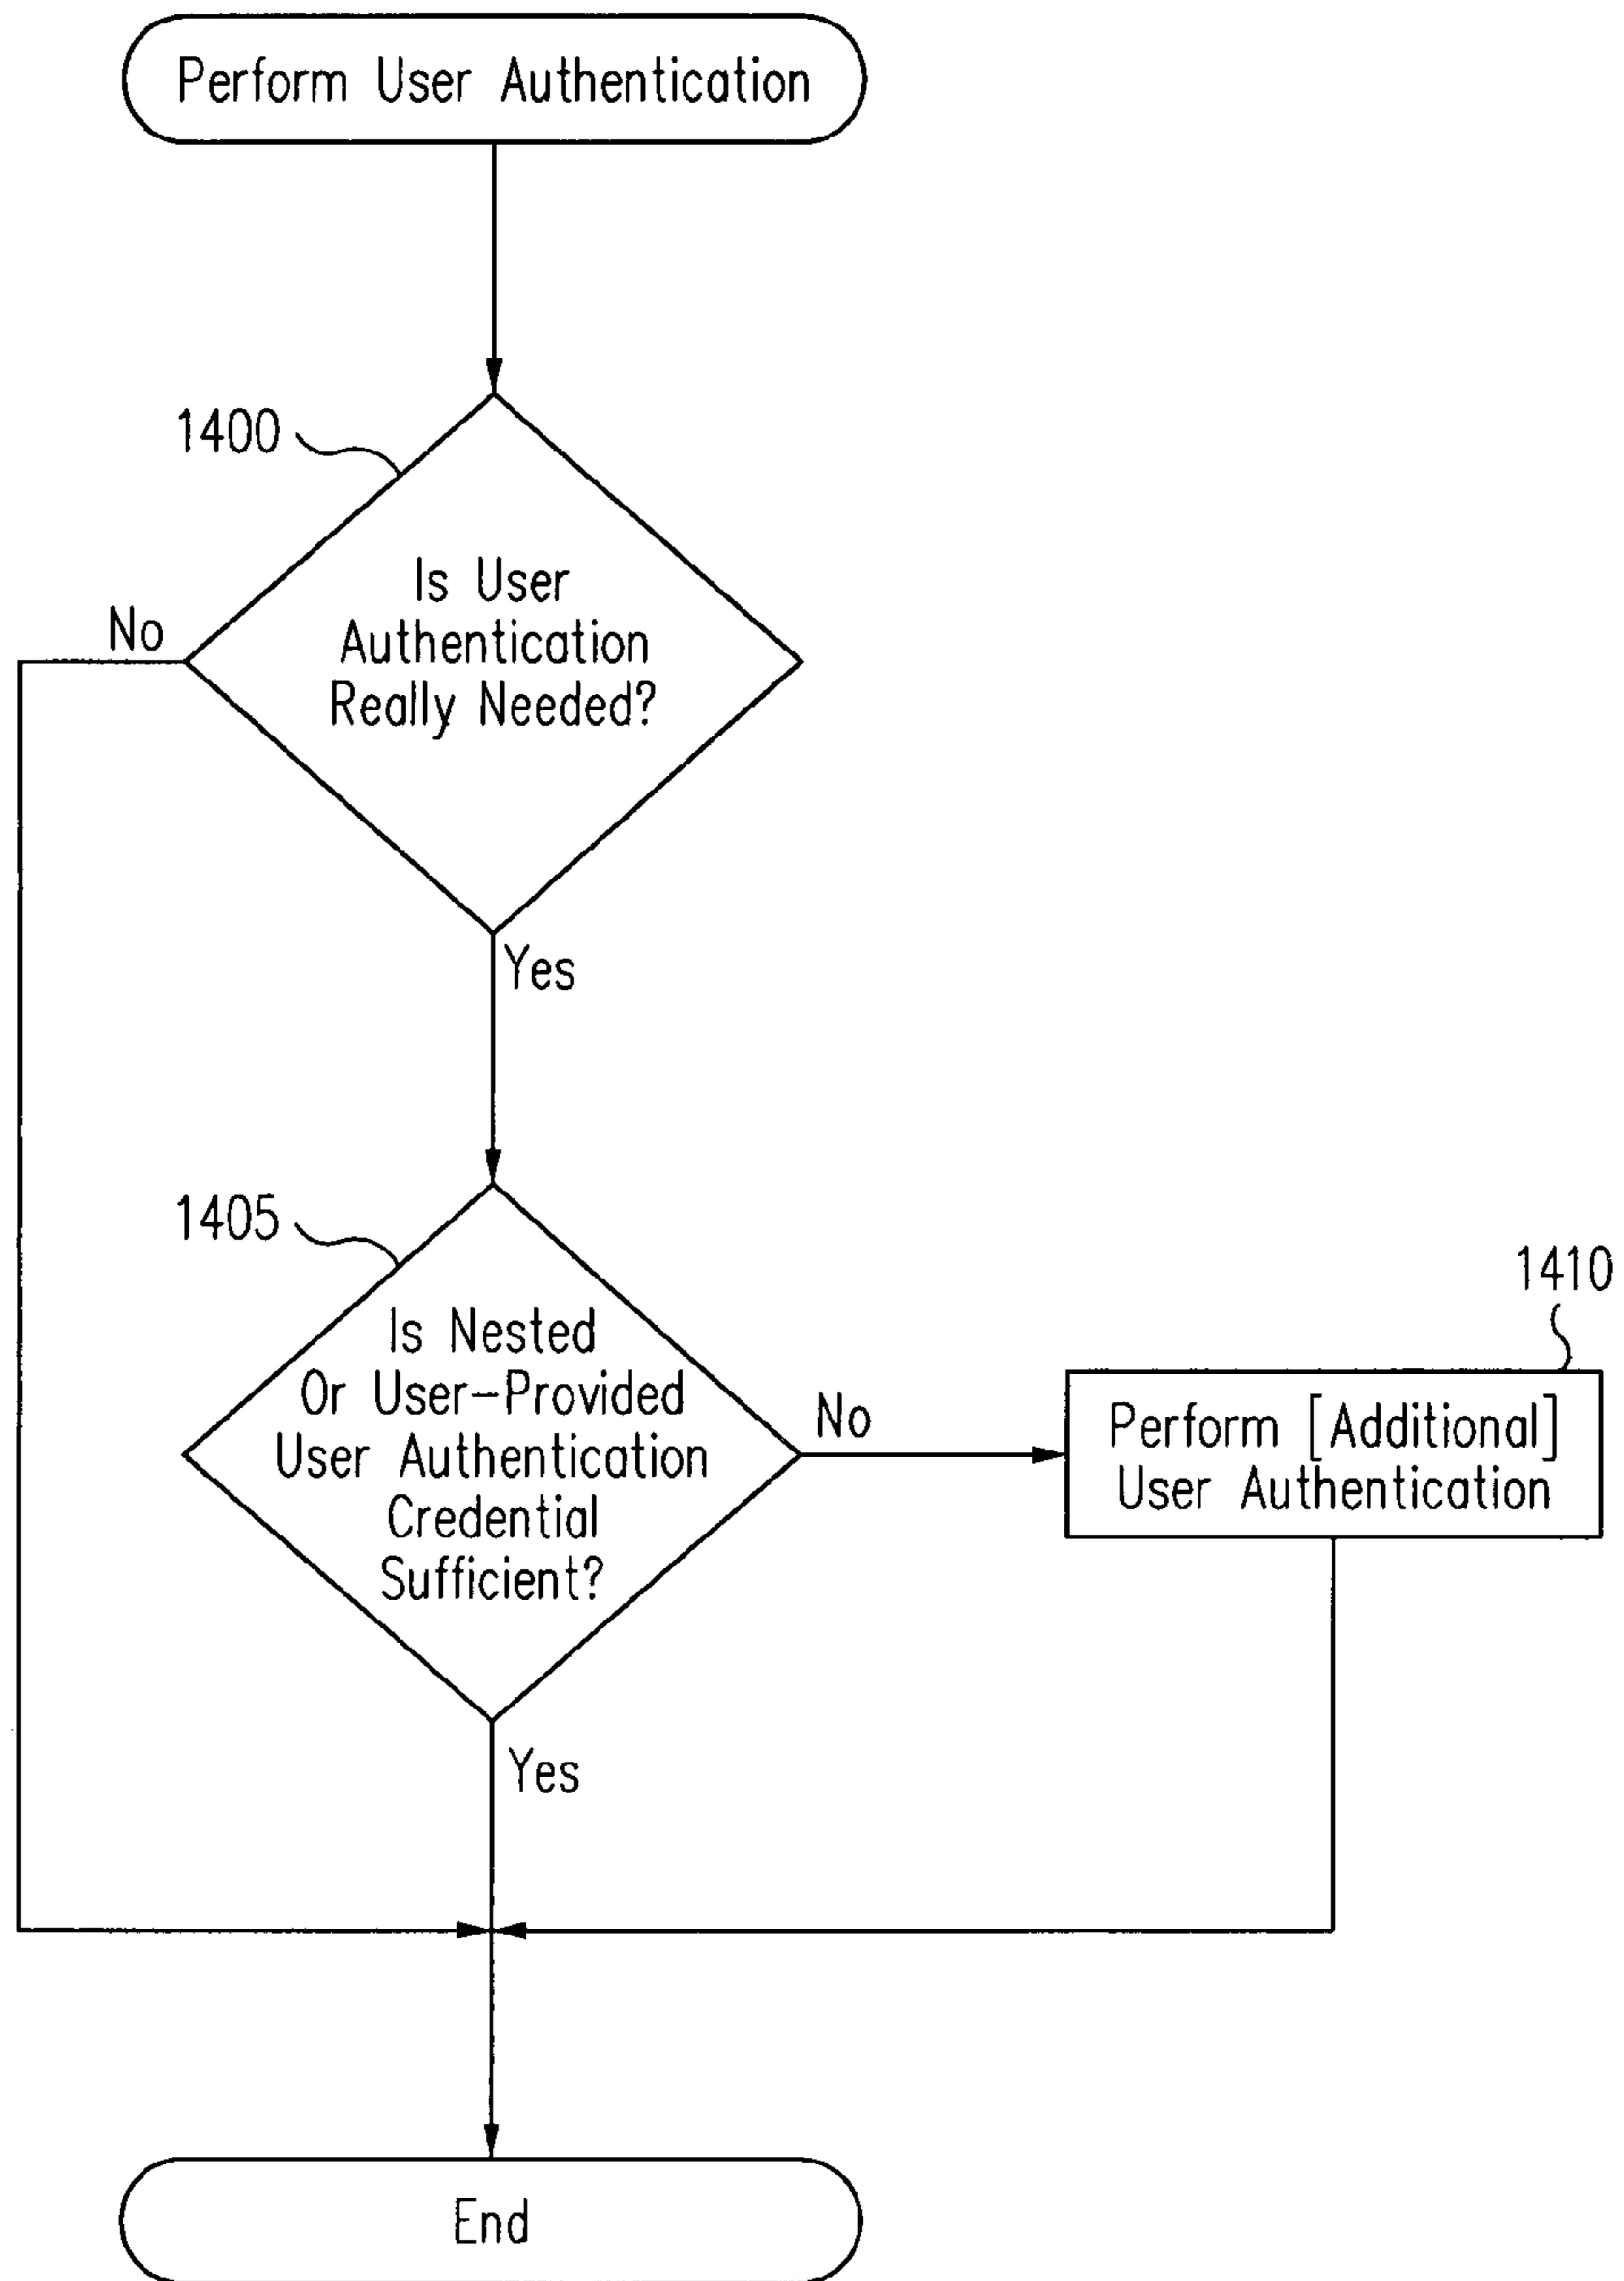 Perform User Authentication
1400
Is User
Authentication
Really Needed?
No
Yes
1405
Is Nested
Or User-Provided
User Authentication
Credential
Sufficient?
No
1410
Perform [Additional]
User Authentication
Yes
End